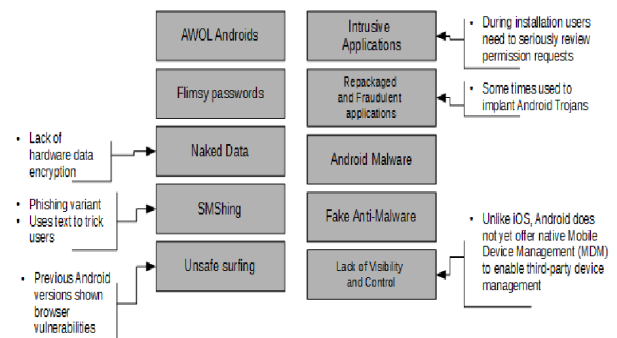 AWOL Androids
Flimsy passwords
• Lack of
hardware data
encryption
Naked Data
• Phishing variant
• Uses text to trick
users
SMShing
• Previous Android
versions shown
browser
vulnerabilities
Unsafe surfing
Intrusive
Applications
• During installation users
need to seriously review
permission requests
Repackaged
and Fraudulent
applications
• Some times used to
implant Android Trojans
Android Malware
Fake Anti-Malware
Lack of Visibility
and Control
• Unlike iOS, Android does
not yet offer native Mobile
Device Management (MDM)
to enable third-party device
management